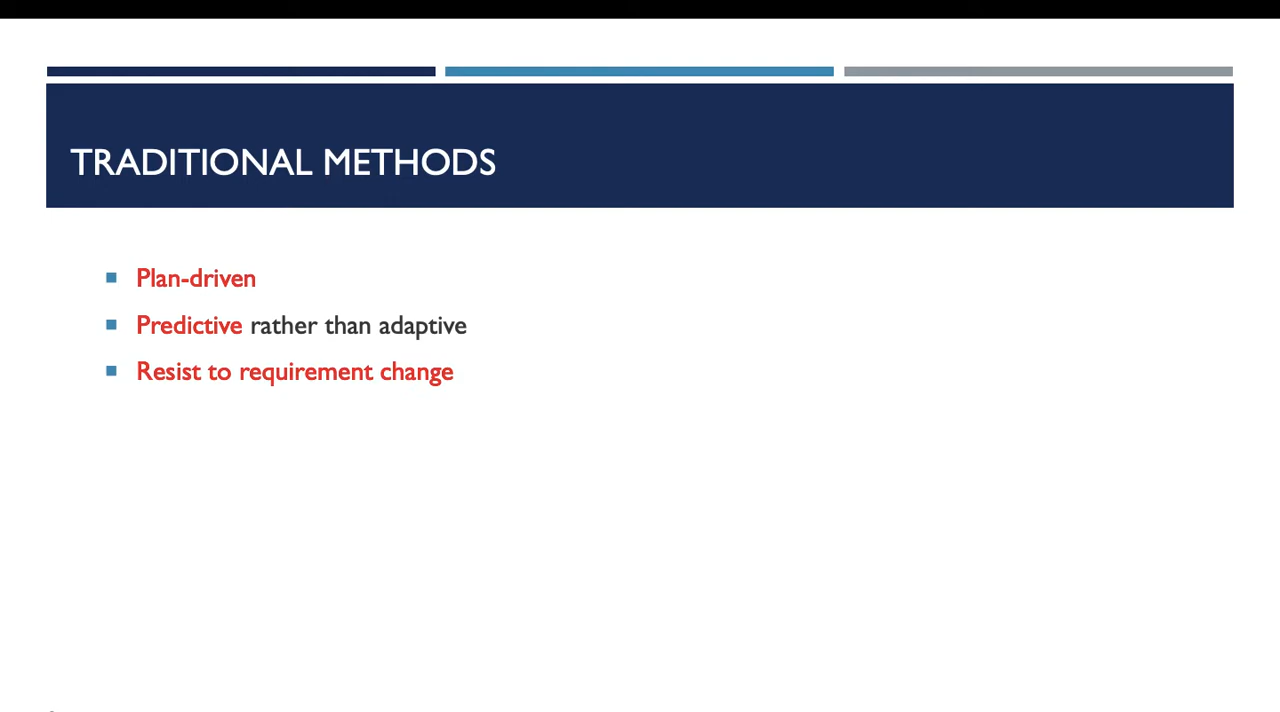 TRADITIONAL METHODS
Plan-driven
Predictive rather than adaptive
Resist to requirement change